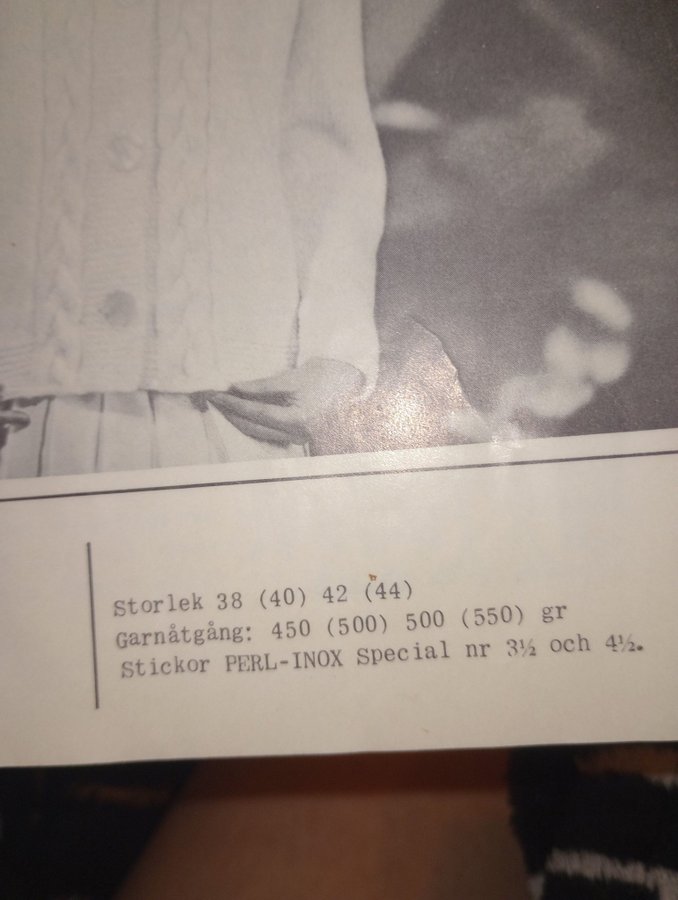 Storlek 38 (40) 42 (44)
Garnåtgång: 450 (500) 500 (550) gr
Stickor PERL-INOX Special nr 3½ och 4½.